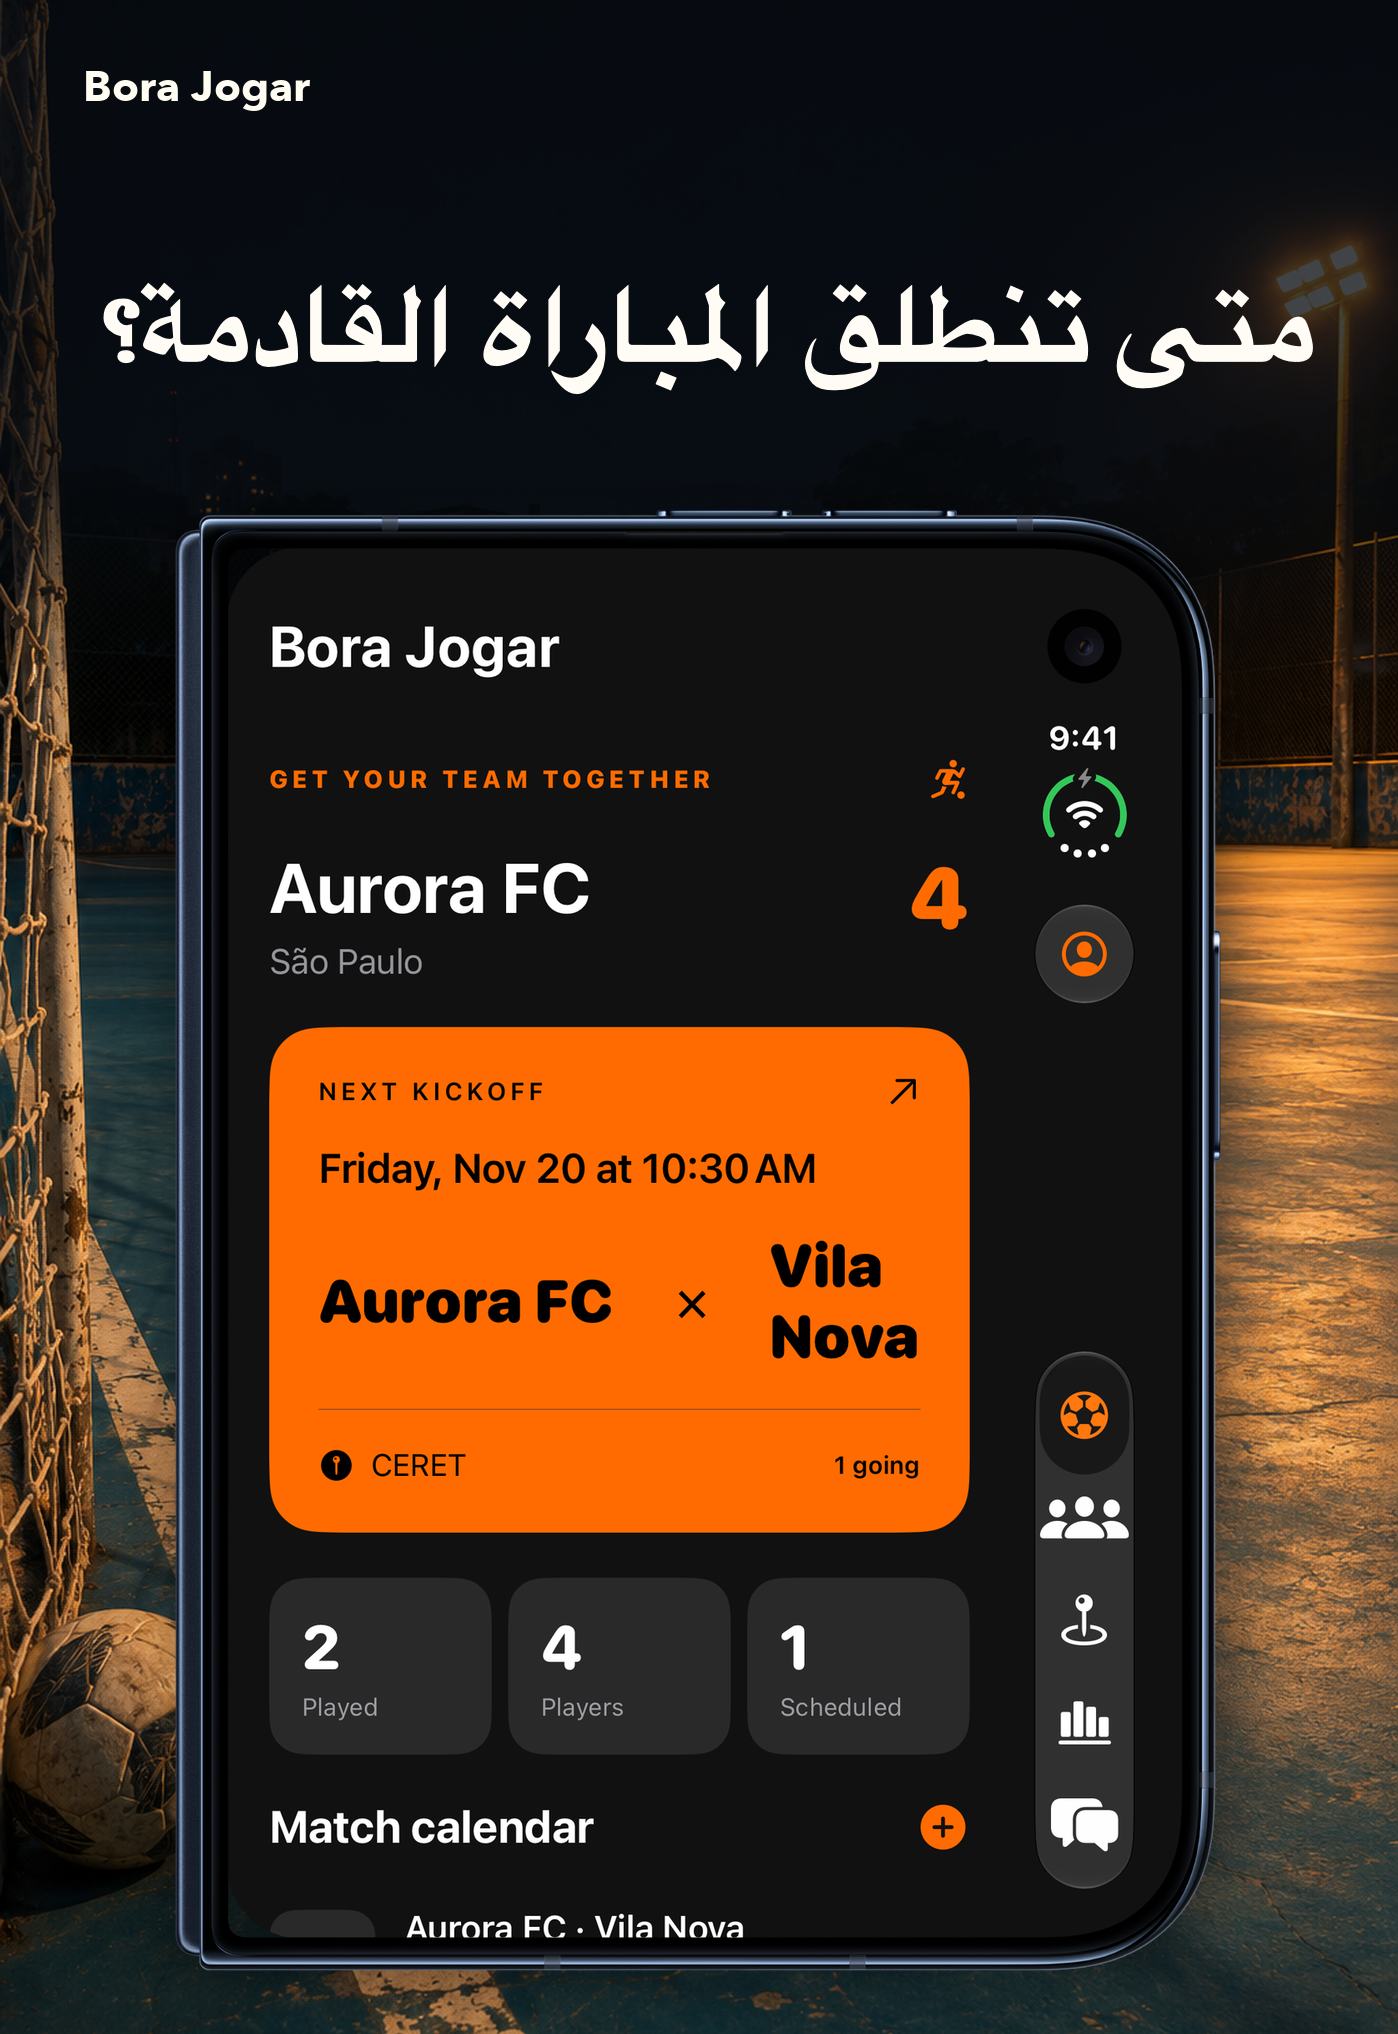 Bora Jogar
متى تنطلق المباراة القادمة؟
Bora Jogar
9:41
GET YOUR TEAM TOGETHER
Aurora FC
4
São Paulo
NEXT KICKOFF
Friday, Nov 20 at 10:30 AM
Aurora FC × Vila
Nova
CERET
1 going
2
Played
4
Players
1
Scheduled
Match calendar
Aurora FC · Vila Nova